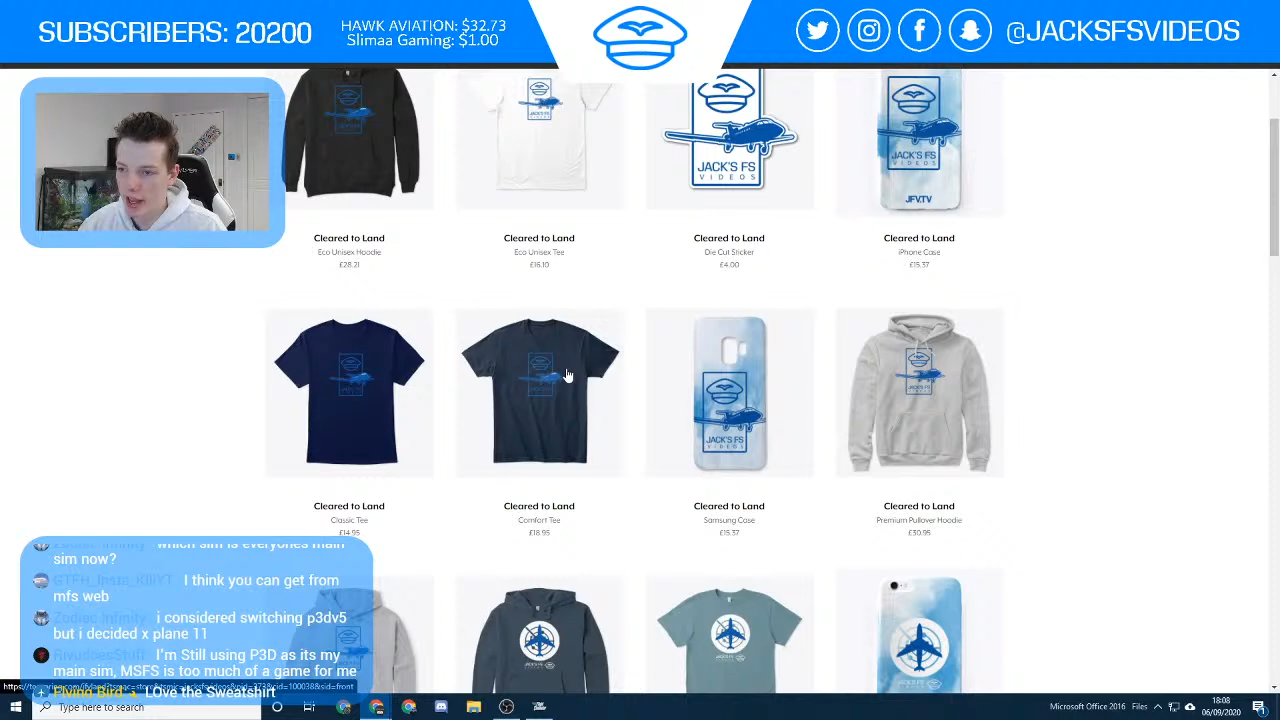 SUBSCRIBERS: 20200
HAWK AVIATION: $32.73
Slimaa Gaming: $1.00
@JACKSFSVIDEOS
JACK'S FS
VIDEOS
JACK'S FS
VIDEOS
JFV.TV
Cleared to Land
Eco Unisex Hoodie
£28.21
Cleared to Land
Eco Unisex Tee
£16.10
Cleared to Land
Die Cut Sticker
£4.00
Cleared to Land
iPhone Case
£15.37
JACK'S FS
VIDEOS
Cleared to Land
Classic Tee
£14.95
Cleared to Land
Comfort Tee
£18.95
Cleared to Land
Samsung Case
£15.37
Cleared to Land
Premium Pullover Hoodie
£30.95
Zodiac Infinity which sim is everyones main
sim now?
I think you can get from
mfs web
Zodiac Infinity i considered switching p3dv5
but i decided x plane 11
I'm Still using P3D as its my
main sim, MSFS is too much of a game for me
Flying Bird LOve the Sweatshirt
Type here to search
Microsoft Office 2016 Files
18:08
06/09/2020